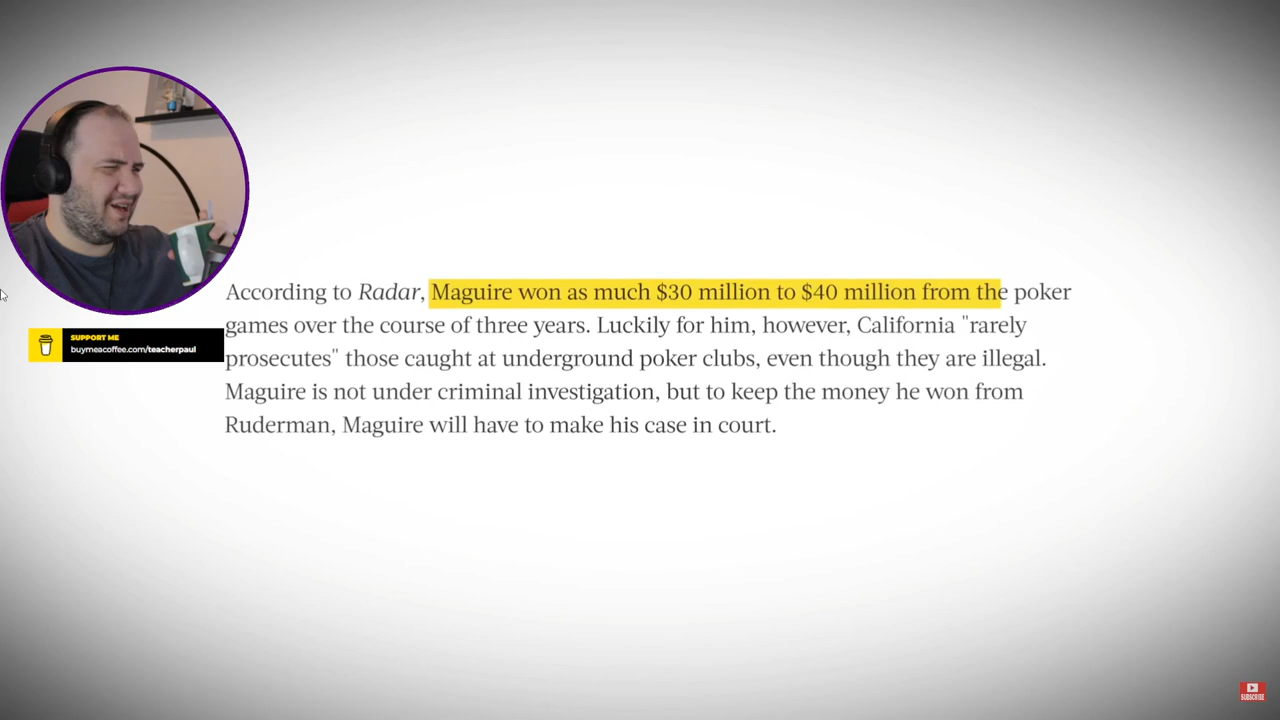 According to Radar, Maguire won as much $30 million to $40 million from the poker
games over the course of three years. Luckily for him, however, California "rarely
prosecutes" those caught at underground poker clubs, even though they are illegal.
Maguire is not under criminal investigation, but to keep the money he won from
Ruderman, Maguire will have to make his case in court.
SUPPORT ME
buymeacoffee.com/teacherpaul
SUBSCRIBE